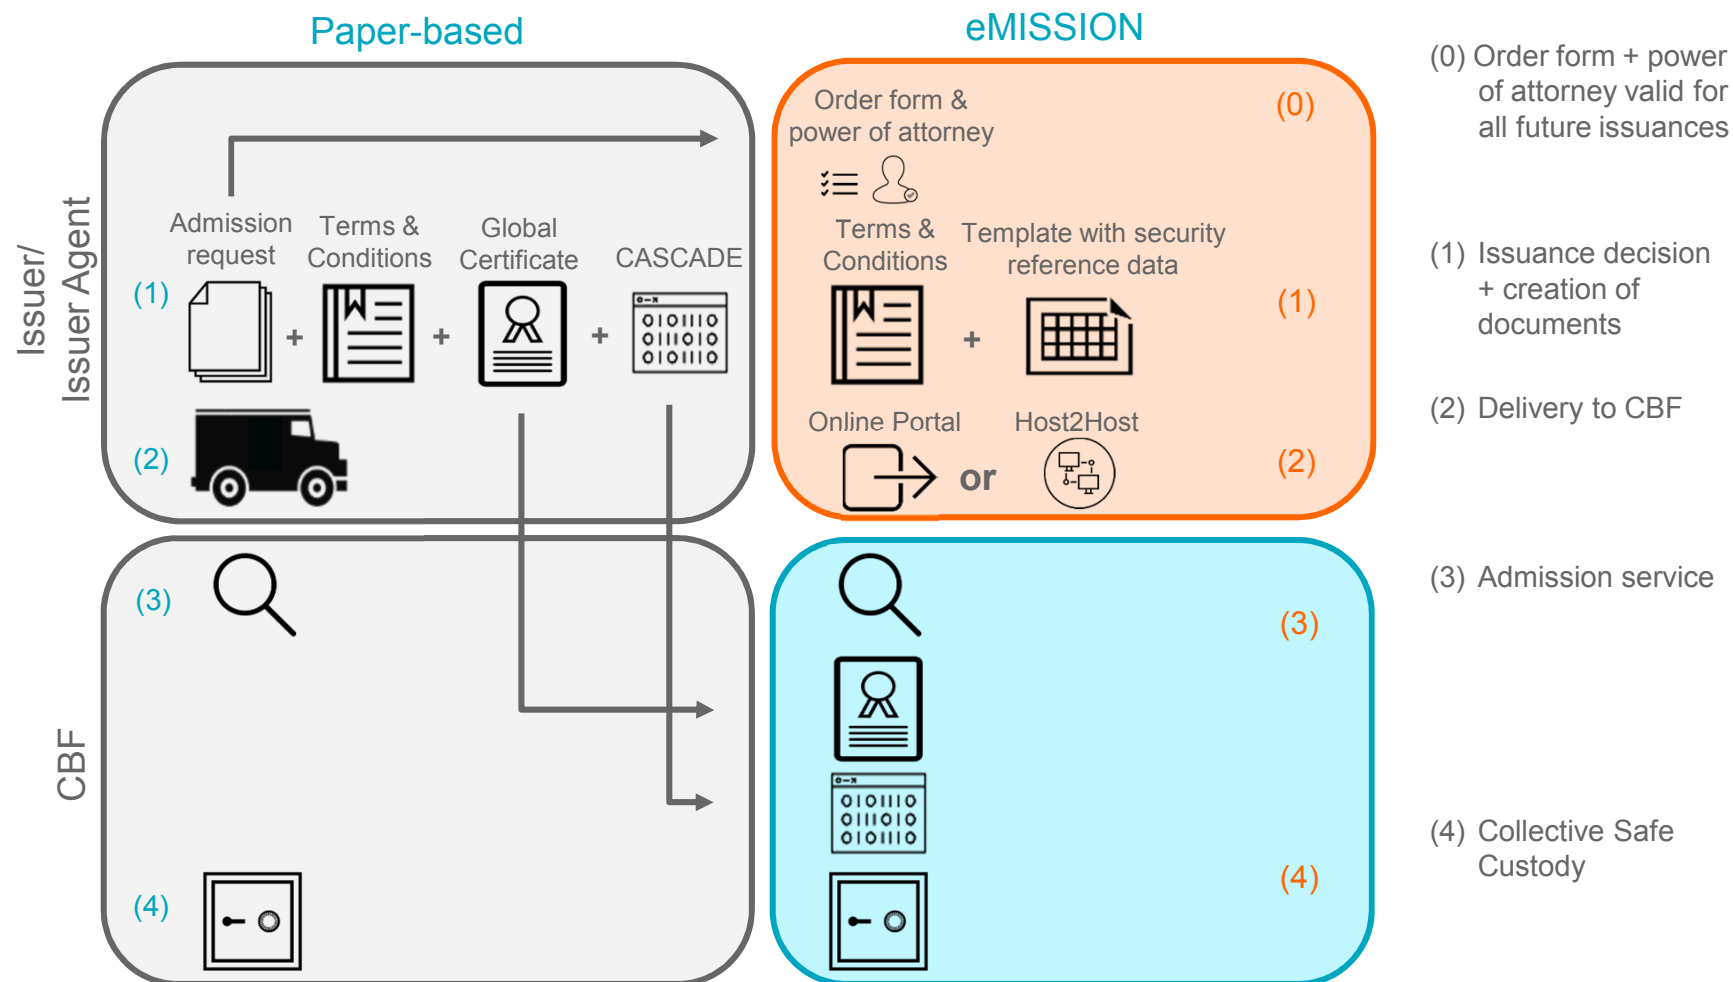 Paper-based
eMISSION
Issuer/
Issuer Agent
CBF
Admission
request
Terms &
Conditions
Global
Certificate
CASCADE
(1)
+
+
+
(2)
(3)
(4)
Order form &
power of attorney
(0)
Terms &
Conditions
Template with security
reference data
(1)
+
Online Portal
Host2Host
or
(2)
(3)
(4)
(0) Order form + power
of attorney valid for
all future issuances
(1) Issuance decision
+ creation of
documents
(2) Delivery to CBF
(3) Admission service
(4) Collective Safe
Custody